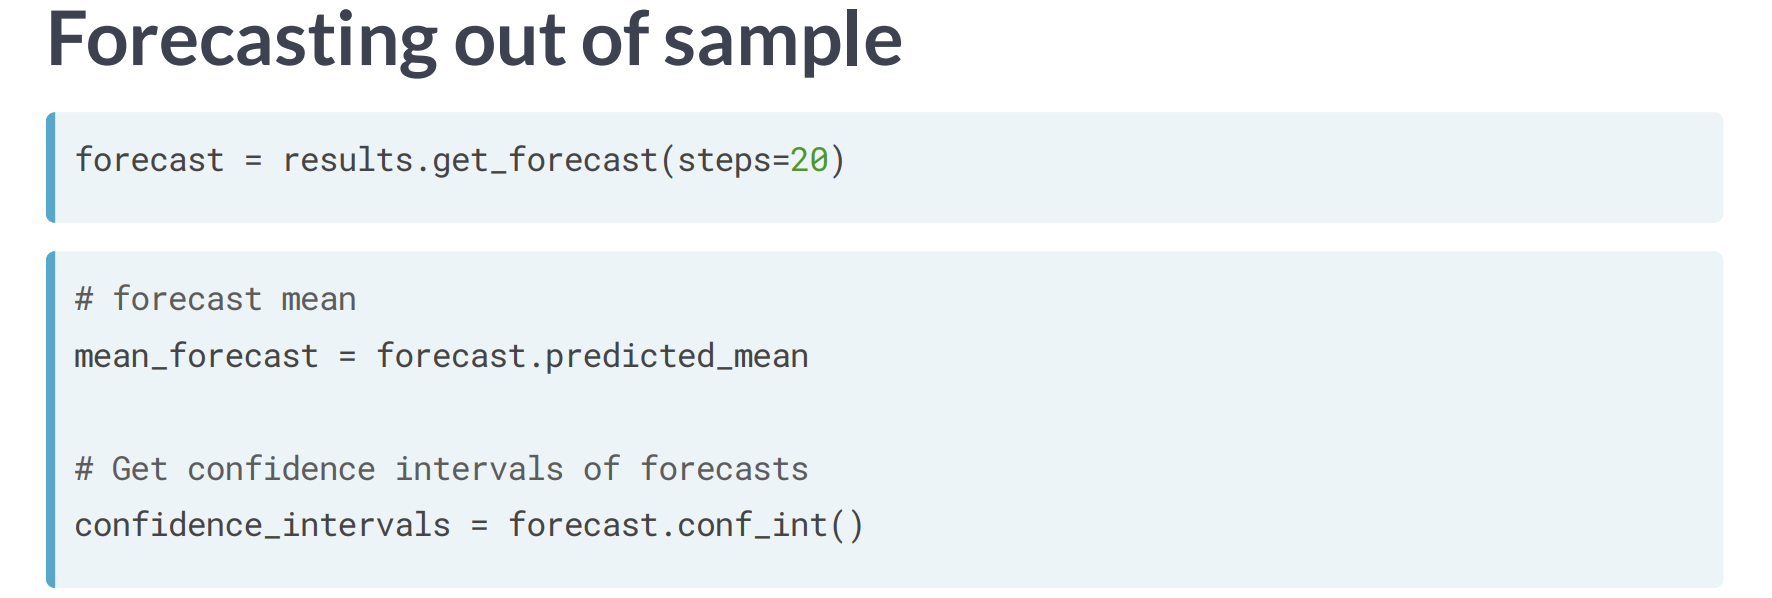 Forecasting out of sample
forecast = results.get_forecast(steps=20)
# forecast mean
mean_forecast = forecast.predicted_mean
# Get confidence intervals of forecasts
confidence_intervals = forecast.conf_int()